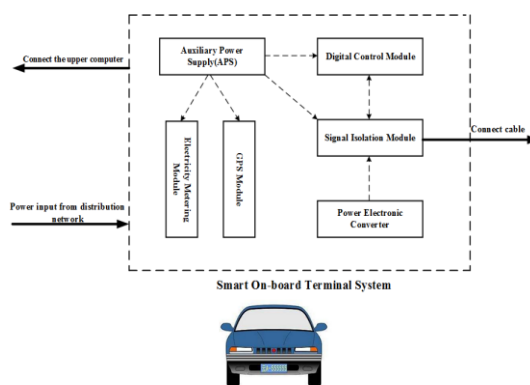 Auxiliary Power
Supply(APS)
Digital Control Module
Connect the upper computer
Signal Isolation Module
Connect cable
Electricity Metering
Module
GPS Module
Power input from distribution
network
Power Electronic
Converter
Smart On-board Terminal System